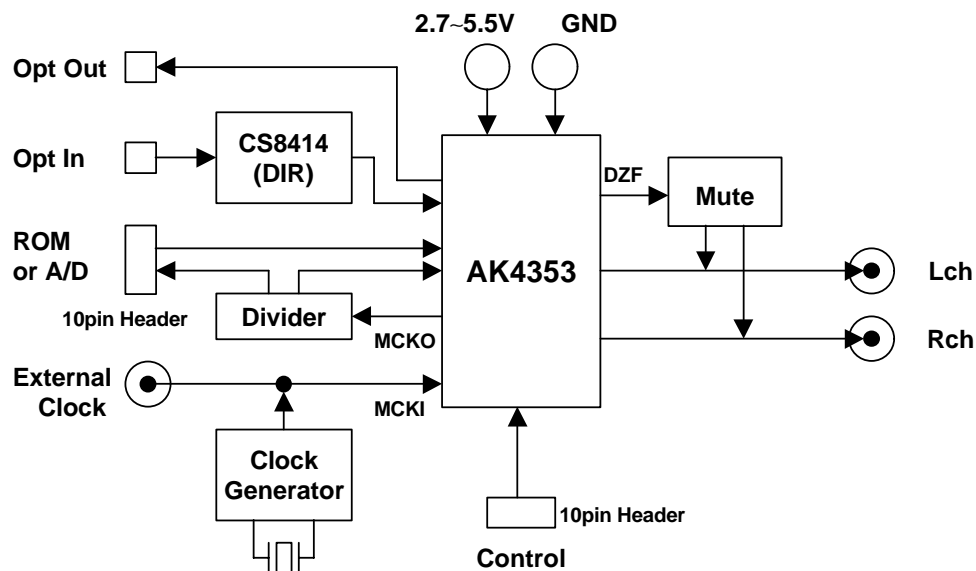 2.7~5.5V
GND
Opt Out
Opt In
CS8414
(DIR)
DZF
Mute
ROM
or A/D
AK4353
Lch
10pin Header
Divider
MCKO
Rch
External
Clock
MCKI
Clock
Generator
10pin Header
Control